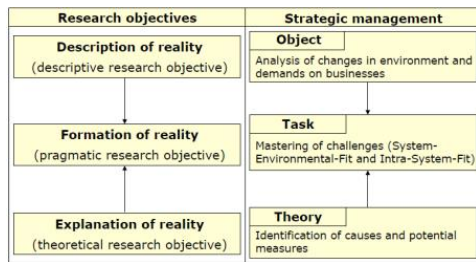 Research objectives
Description of reality
(descriptive research objective)
Formation of reality
(pragmatic research objective)
Explanation of reality
(theoretical research objective)
Strategic management
Object
Analysis of changes in environment and
demands on businesses
Task
Mastering of challenges (System-
Environmental-Fit and Intra-System-Fit)
Theory
Identification of causes and potential
measures